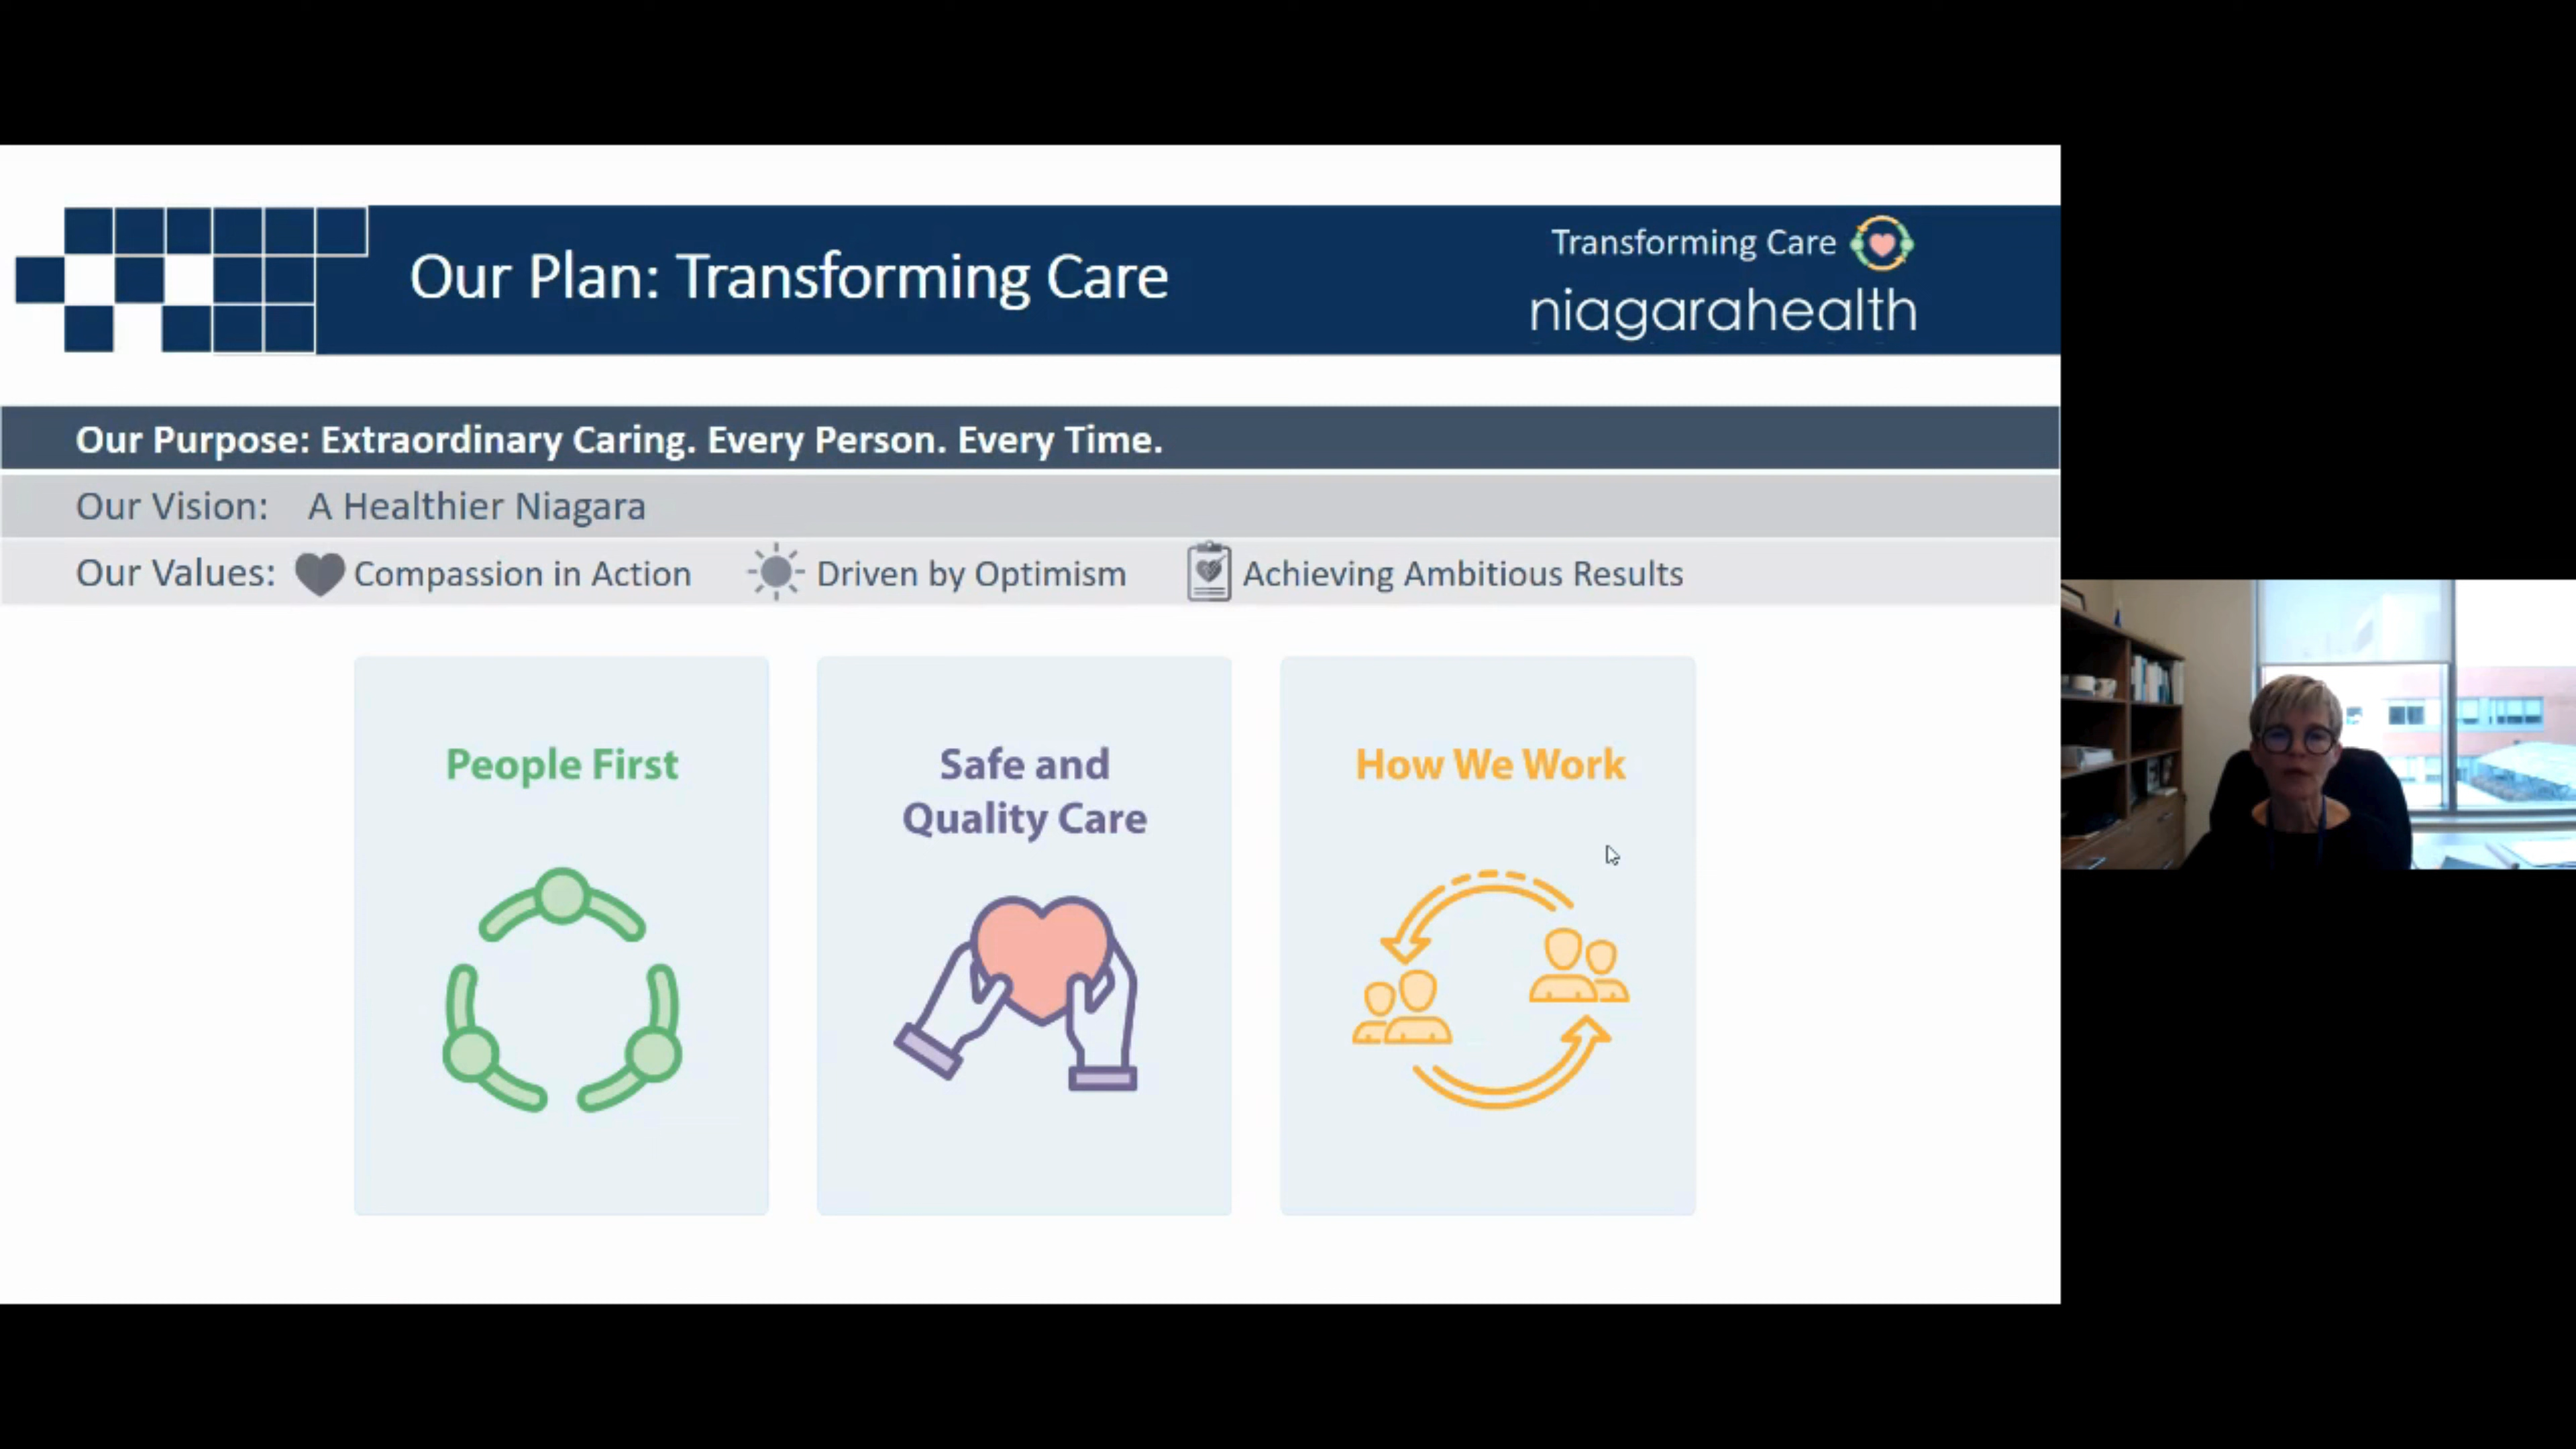 Our Plan: Transforming Care
Transforming Care
niagarahealth
Our Purpose: Extraordinary Caring. Every Person. Every Time.
Our Vision: A Healthier Niagara
Our Values: Compassion in Action Driven by Optimism Achieving Ambitious Results
People First
Safe and
Quality Care
How We Work